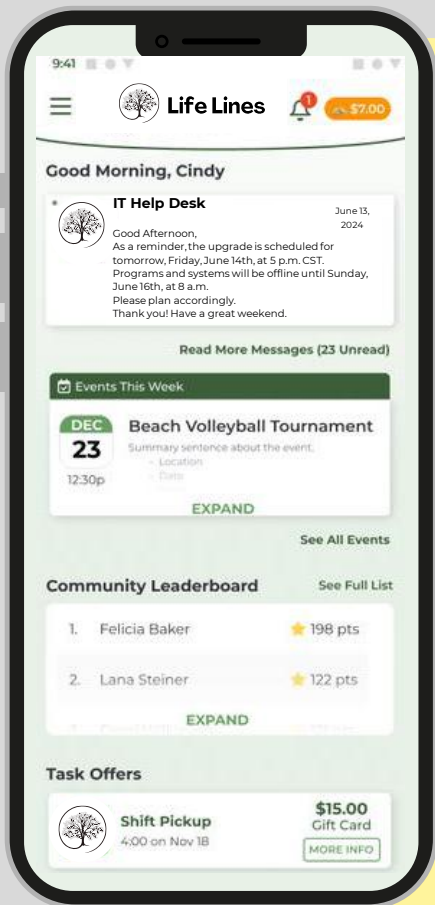 9:41
Life Lines
1
$7.00
Good Morning, Cindy
IT Help Desk
June 13,
2024
Good Afternoon,
As a reminder, the upgrade is scheduled for
tomorrow, Friday, June 14th, at 5 p.m. CST.
Programs and systems will be offline until Sunday,
June 16th, at 8 a.m.
Please plan accordingly.
Thank you! Have a great weekend.
Read More Messages (23 Unread)
Events This Week
DEC
23
12:30p
Beach Volleyball Tournament
Summary sentence about the event.
- Location
- Date
EXPAND
See All Events
Community Leaderboard
See Full List
1. Felicia Baker 198 pts
2. Lana Steiner 122 pts
EXPAND
Task Offers
Shift Pickup
4:00 on Nov 18
$15.00
Gift Card
MORE INFO